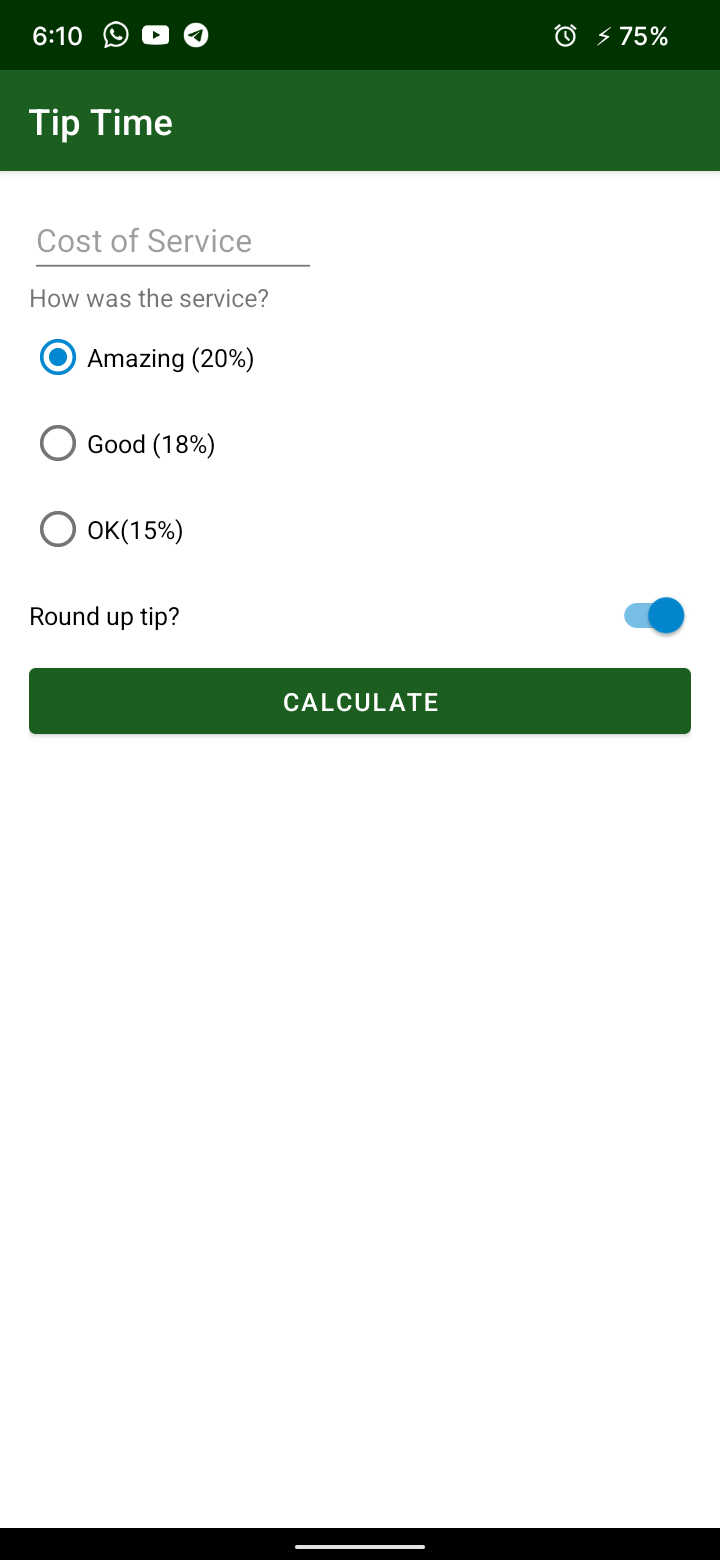 6:10 75%
Tip Time
Cost of Service
How was the service?
Amazing (20%)
Good (18%)
OK(15%)
Round up tip?
CALCULATE